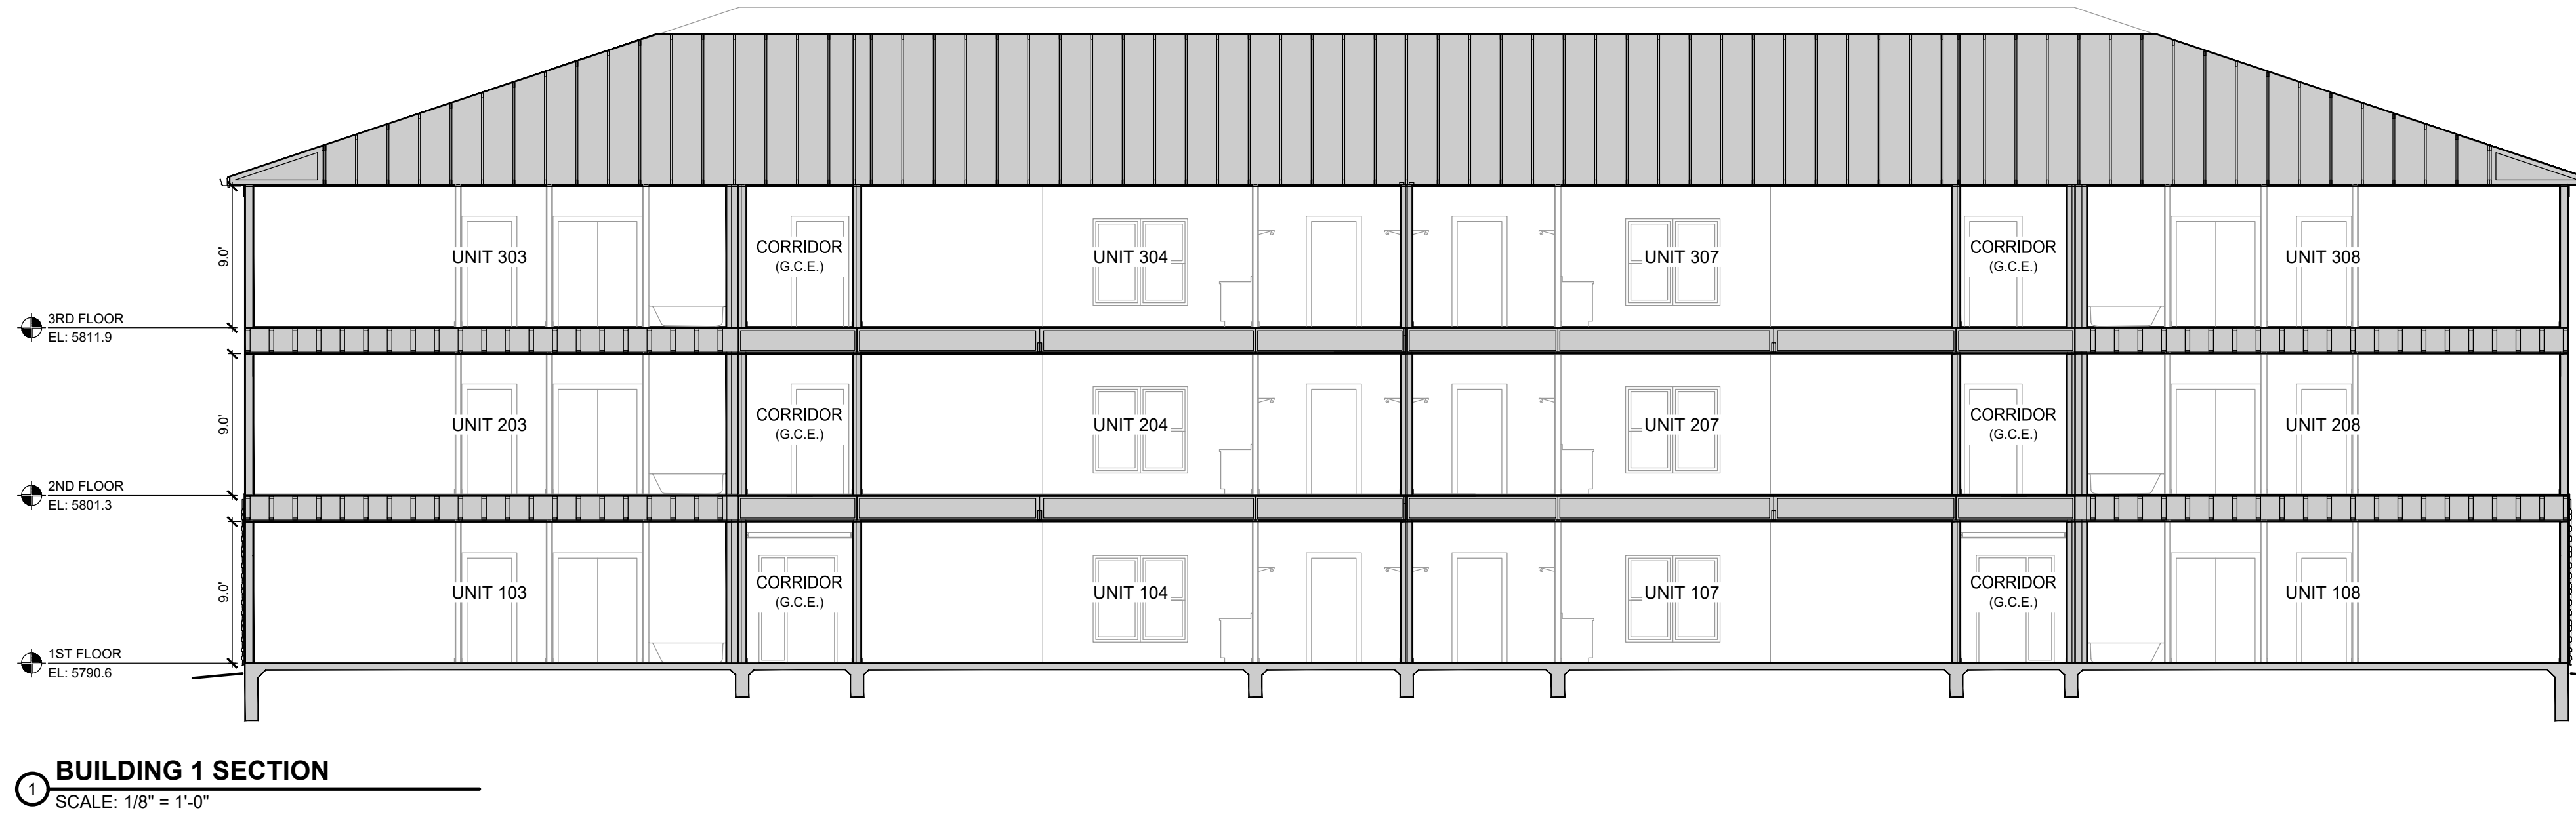 9.0'
UNIT 303
CORRIDOR
(G.C.E.)
UNIT 304
UNIT 307
CORRIDOR
(G.C.E.)
UNIT 308
3RD FLOOR
EL: 5811.9
9.0'
UNIT 203
CORRIDOR
(G.C.E.)
UNIT 204
UNIT 207
CORRIDOR
(G.C.E.)
UNIT 208
2ND FLOOR
EL: 5801.3
9.0'
UNIT 103
CORRIDOR
(G.C.E.)
UNIT 104
UNIT 107
CORRIDOR
(G.C.E.)
UNIT 108
1ST FLOOR
EL: 5790.6
1
BUILDING 1 SECTION
SCALE: 1/8" = 1'-0"